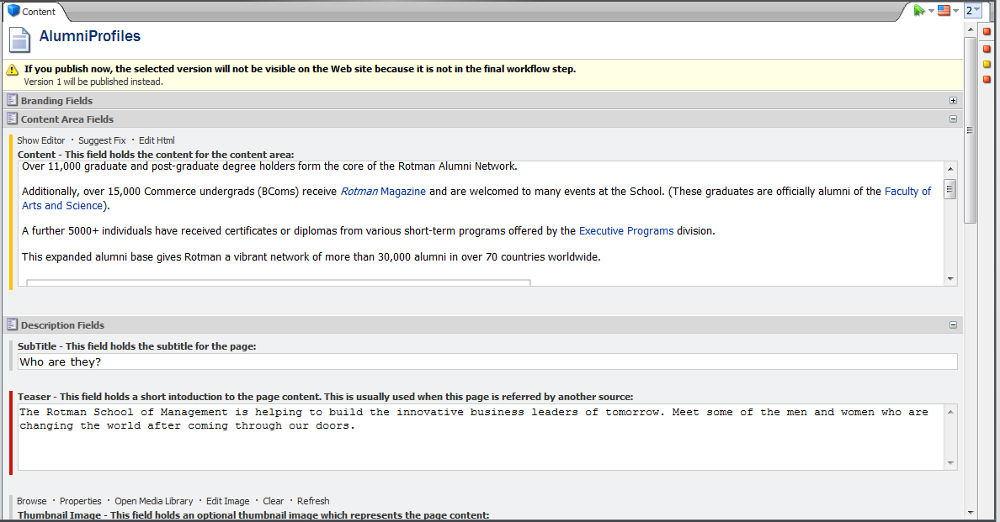 Content
2
AlumniProfiles
If you publish now, the selected version will not be visible on the Web site because it is not in the final workflow step.
Version 1 will be published instead.
Branding Fields
Content Area Fields
Show Editor · Suggest Fix · Edit Html
Content - This field holds the content for the content area:
Over 11,000 graduate and post-graduate degree holders form the core of the Rotman Alumni Network.
Additionally, over 15,000 Commerce undergrads (BComs) receive Rotman Magazine and are welcomed to many events at the School. (These graduates are officially alumni of the Faculty of
Arts and Science).
A further 5000+ individuals have received certificates or diplomas from various short-term programs offered by the Executive Programs division.
This expanded alumni base gives Rotman a vibrant network of more than 30,000 alumni in over 70 countries worldwide.
Description Fields
SubTitle - This field holds the subtitle for the page:
Who are they?
Teaser - This field holds a short intoduction to the page content. This is usually used when this page is referred by another source:
The Rotman School of Management is helping to build the innovative business leaders of tomorrow. Meet some of the men and women who are
changing the world after coming through our doors.
Browse · Properties · Open Media Library · Edit Image · Clear · Refresh
Thumbnail Image - This field holds an optional thumbnail image which represents the page content: